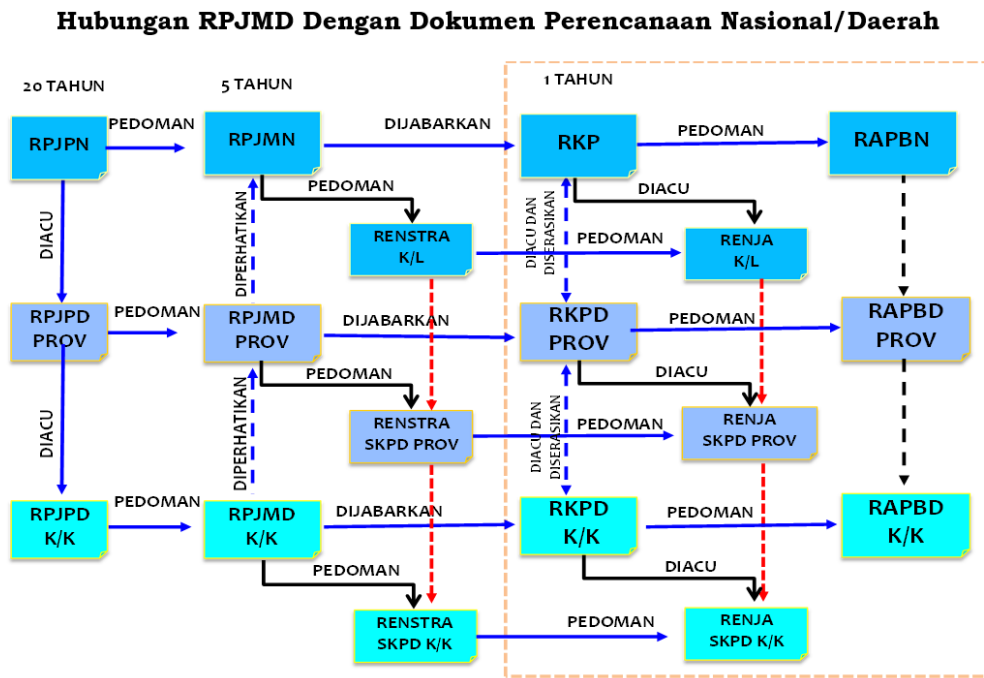 Hubungan RPJMD Dengan Dokumen Perencanaan Nasional/Daerah
20 TAHUN
5 TAHUN
1 TAHUN
RPJPN
PEDOMAN
RPJMN
DIJABARKAN
RKP
PEDOMAN
RAPBN
DIACU
DIPERHATIKAN
PEDOMAN
RENSTRA
K/L
DIACU DAN
DISERASIKAN
PEDOMAN
DIACU
RENJA
K/L
RPJPD
PROV
PEDOMAN
RPJMD
PROV
DIJABARKAN
RKPD
PROV
PEDOMAN
RAPBD
PROV
DIACU
DIPERHATIKAN
PEDOMAN
RENSTRA
SKPD PROV
DIACU DAN
DISERASIKAN
PEDOMAN
DIACU
RENJA
SKPD PROV
RPJPD
K/K
PEDOMAN
RPJMD
K/K
DIJABARKAN
RKPD
K/K
PEDOMAN
RAPBD
K/K
PEDOMAN
RENSTRA
SKPD K/K
PEDOMAN
DIACU
RENJA
SKPD K/K